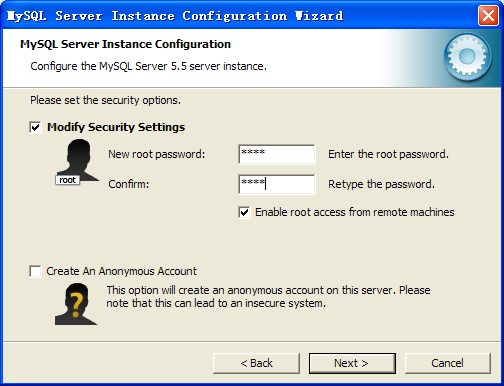 MySQL Server Instance Configuration Wizard
MySQL Server Instance Configuration
Configure the MySQL Server 5.5 server instance.
Please set the security options.
Modify Security Settings
root
New root password: **** Enter the root password.
Confirm: **** Retype the password.
Enable root access from remote machines
Create An Anonymous Account
This option will create an anonymous account on this server. Please
note that this can lead to an insecure system.
< Back Next > Cancel